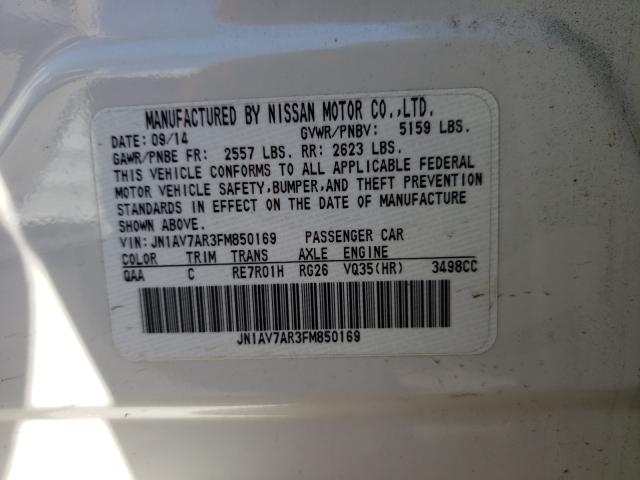 MANUFACTURED BY NISSAN MOTOR CO.,LTD.
DATE: 09/14 GVWR/PNBV: 5159 LBS.
GAWR/PNBE FR: 2557 LBS. RR: 2623 LBS.
THIS VEHICLE CONFORMS TO ALL APPLICABLE FEDERAL
MOTOR VEHICLE SAFETY,BUMPER,AND THEFT PREVENTION
STANDARDS IN EFFECT ON THE DATE OF MANUFACTURE
SHOWN ABOVE.
VIN: JN1AV7AR3FM850169 PASSENGER CAR
COLOR TRIM TRANS AXLE ENGINE
QAA C RE7R01H RG26 VQ35(HR) 3498CC
JN1AV7AR3FM850169